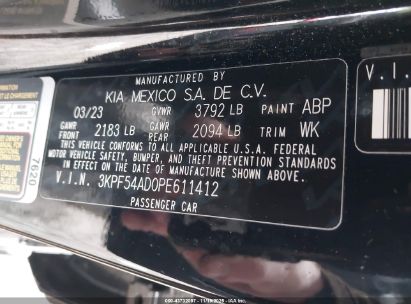 MANUFACTURED BY
KIA MEXICO S.A. DE C.V.
03/23 GVWR 3792 LB PAINT ABP
GAWR FRONT 2183 LB GAWR REAR 2094 LB TRIM WK
THIS VEHICLE CONFORMS TO ALL APPLICABLE U.S.A. FEDERAL
MOTOR VEHICLE SAFETY, BUMPER, AND THEFT PREVENTION STANDARDS
IN EFFECT ON THE DATE OF MANUFACTURE SHOWN ABOVE.
V.I.N. 3KPF54AD0PE611412
PASSENGER CAR
7620
V.I.